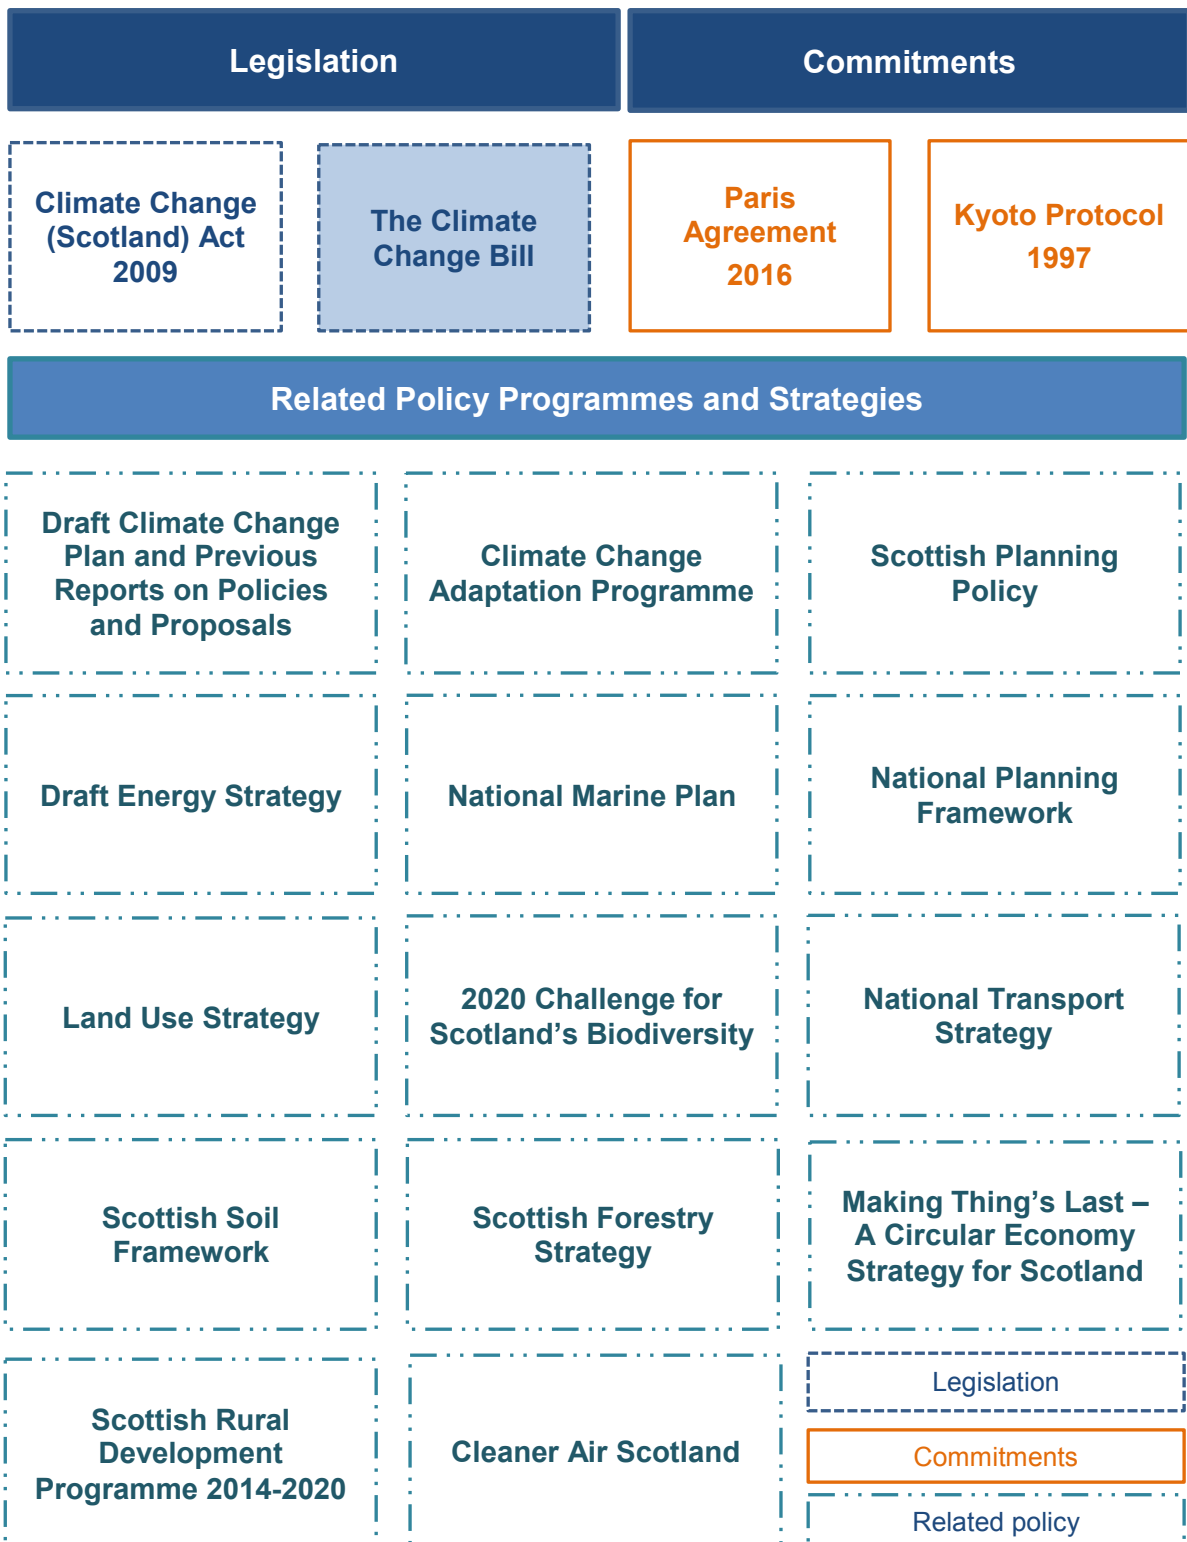 Legislation
Commitments
Climate Change
(Scotland) Act
2009
The Climate
Change Bill
Paris
Agreement
2016
Kyoto Protocol
1997
Related Policy Programmes and Strategies
Draft Climate Change
Plan and Previous
Reports on Policies
and Proposals
Climate Change
Adaptation Programme
Scottish Planning
Policy
Draft Energy Strategy
National Marine Plan
National Planning
Framework
Land Use Strategy
2020 Challenge for
Scotland’s Biodiversity
National Transport
Strategy
Scottish Soil
Framework
Scottish Forestry
Strategy
Making Thing’s Last –
A Circular Economy
Strategy for Scotland
Scottish Rural
Development
Programme 2014-2020
Cleaner Air Scotland
Legislation
Commitments
Related policy